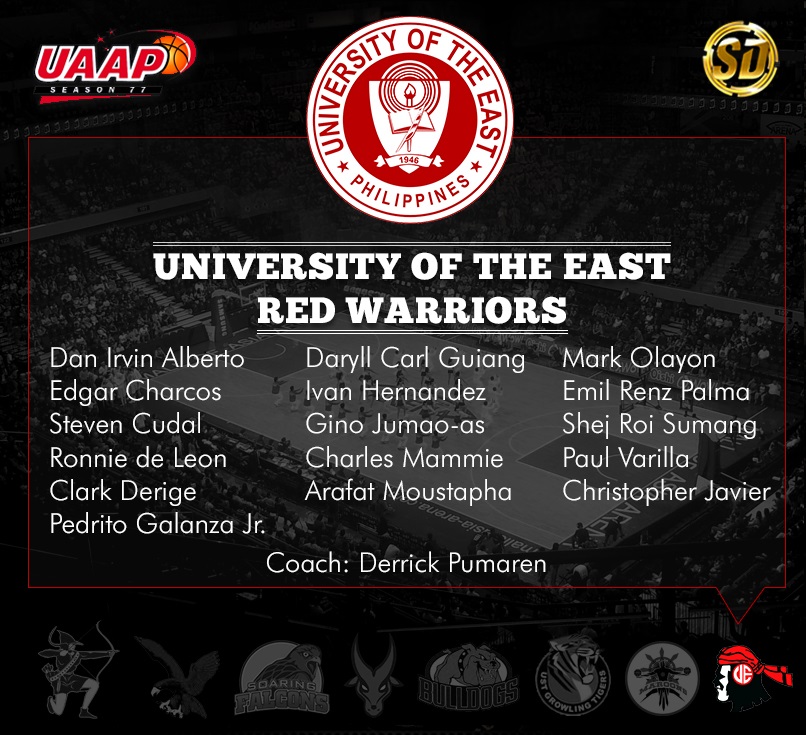 UAAP
SEASON 77
SD
UNIVERSITY OF THE EAST
1946
PHILIPPINES
UNIVERSITY OF THE EAST
RED WARRIORS
Dan Irvin Alberto
Edgar Charcos
Steven Cudal
Ronnie de Leon
Clark Derige
Pedrito Galanza Jr.
Daryll Carl Guiang
Ivan Hernandez
Gino Jumao-as
Charles Mammie
Arafat Moustapha
Mark Olayon
Emil Renz Palma
Shej Roi Sumang
Paul Varilla
Christopher Javier
Coach: Derrick Pumaren
SOARING
FALCONS
BULLDOGS
UST GROWLING TIGERS
MAROONS
UE